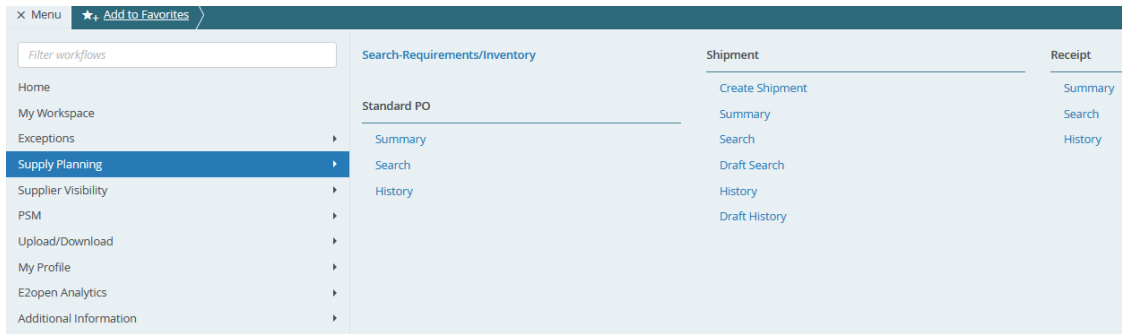 × Menu
★+ Add to Favorites
Filter workflows
Home
My Workspace
Exceptions
Supply Planning
Supplier Visibility
PSM
Upload/Download
My Profile
E2open Analytics
Additional Information
Search-Requirements/Inventory
Standard PO
Summary
Search
History
Shipment
Create Shipment
Summary
Search
Draft Search
History
Draft History
Receipt
Summary
Search
History